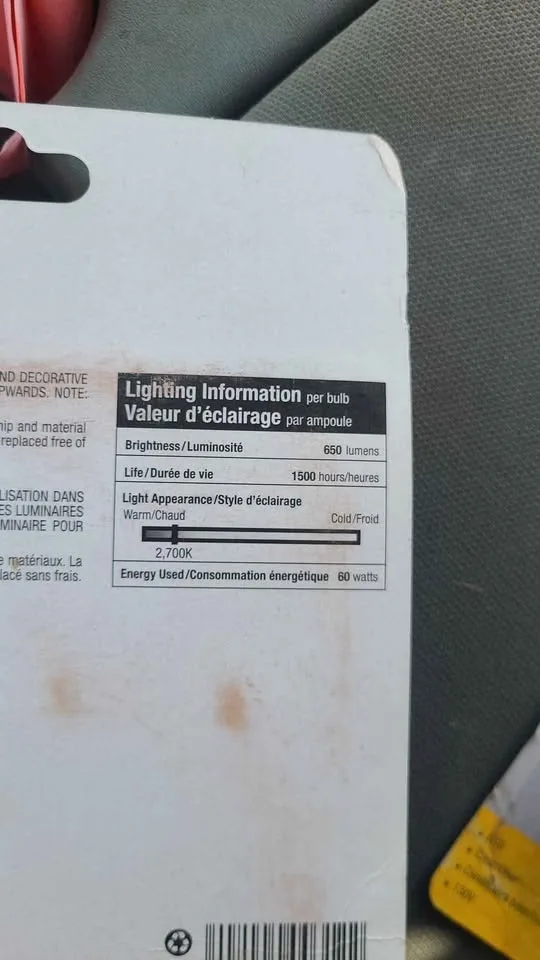 ND DECORATIVE
PWARDS. NOTE:
hip and material
replaced free of
LISATION DANS
ES LUMINAIRES
MINAIRE POUR
e matériaux. La
lacé sans frais.
Lighting Information per bulb
Valeur d'éclairage par ampoule
Brightness/Luminosité 650 lumens
Life/Durée de vie 1500 hours/heures
Light Appearance/Style d'éclairage
Warm/Chaud Cold/Froid
2,700K
Energy Used/Consommation énergétique 60 watts